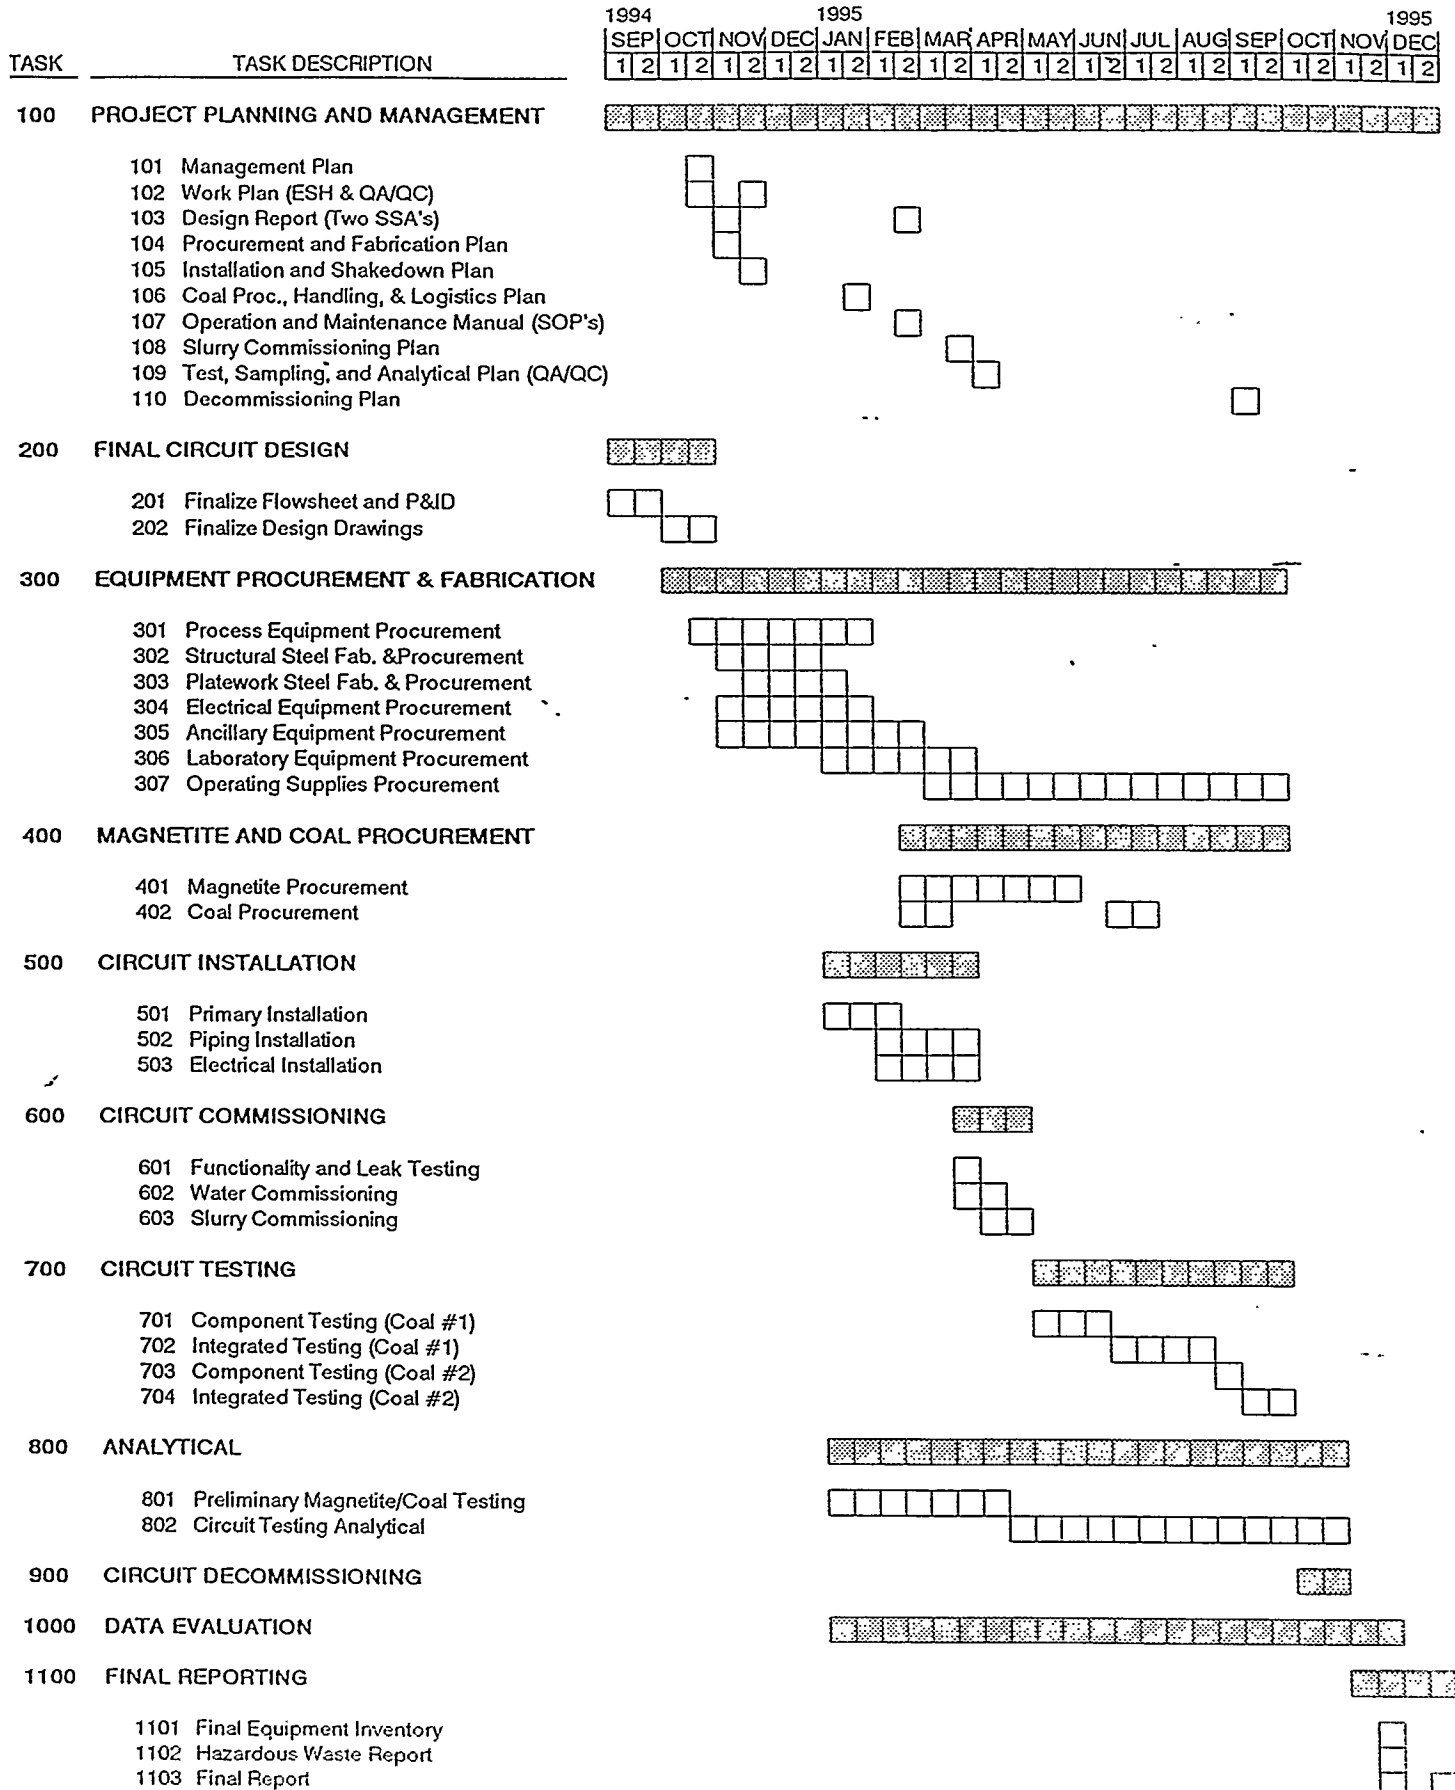 1994 1995 1995
SEP OCT NOV DEC JAN FEB MAR APR MAY JUN JUL AUG SEP OCT NOV DEC
TASK TASK DESCRIPTION 1 2 1 2 1 2 1 2 1 2 1 2 1 2 1 2 1 2 1 2 1 2 1 2 1 2 1 2 1 2 1 2
100 PROJECT PLANNING AND MANAGEMENT
101 Management Plan
102 Work Plan (ESH & QA/QC)
103 Design Report (Two SSA's)
104 Procurement and Fabrication Plan
105 Installation and Shakedown Plan
106 Coal Proc., Handling, & Logistics Plan
107 Operation and Maintenance Manual (SOP's)
108 Slurry Commissioning Plan
109 Test, Sampling, and Analytical Plan (QA/QC)
110 Decommissioning Plan
200 FINAL CIRCUIT DESIGN
201 Finalize Flowsheet and P&ID
202 Finalize Design Drawings
300 EQUIPMENT PROCUREMENT & FABRICATION
301 Process Equipment Procurement
302 Structural Steel Fab. &Procurement
303 Platework Steel Fab. & Procurement
304 Electrical Equipment Procurement
305 Ancillary Equipment Procurement
306 Laboratory Equipment Procurement
307 Operating Supplies Procurement
400 MAGNETITE AND COAL PROCUREMENT
401 Magnetite Procurement
402 Coal Procurement
500 CIRCUIT INSTALLATION
501 Primary Installation
502 Piping Installation
503 Electrical Installation
600 CIRCUIT COMMISSIONING
601 Functionality and Leak Testing
602 Water Commissioning
603 Slurry Commissioning
700 CIRCUIT TESTING
701 Component Testing (Coal #1)
702 Integrated Testing (Coal #1)
703 Component Testing (Coal #2)
704 Integrated Testing (Coal #2)
800 ANALYTICAL
801 Preliminary Magnetite/Coal Testing
802 Circuit Testing Analytical
900 CIRCUIT DECOMMISSIONING
1000 DATA EVALUATION
1100 FINAL REPORTING
1101 Final Equipment Inventory
1102 Hazardous Waste Report
1103 Final Report